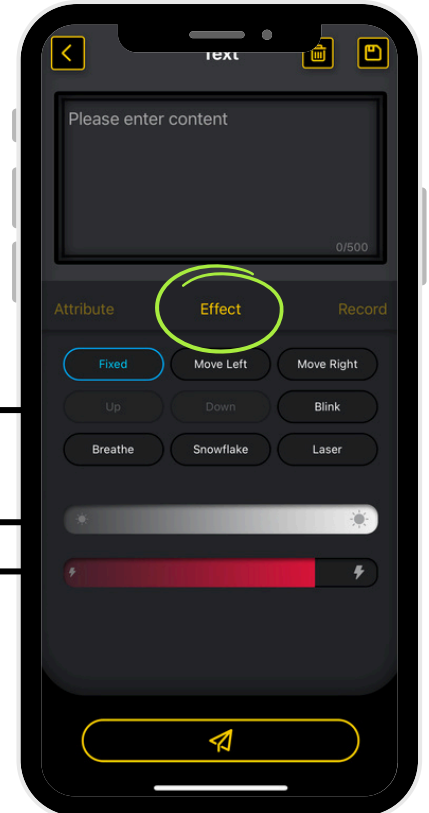 Text
Please enter content
0/500
Attribute Effect Record
Fixed Move Left Move Right
Up Down Blink
Breathe Snowflake Laser